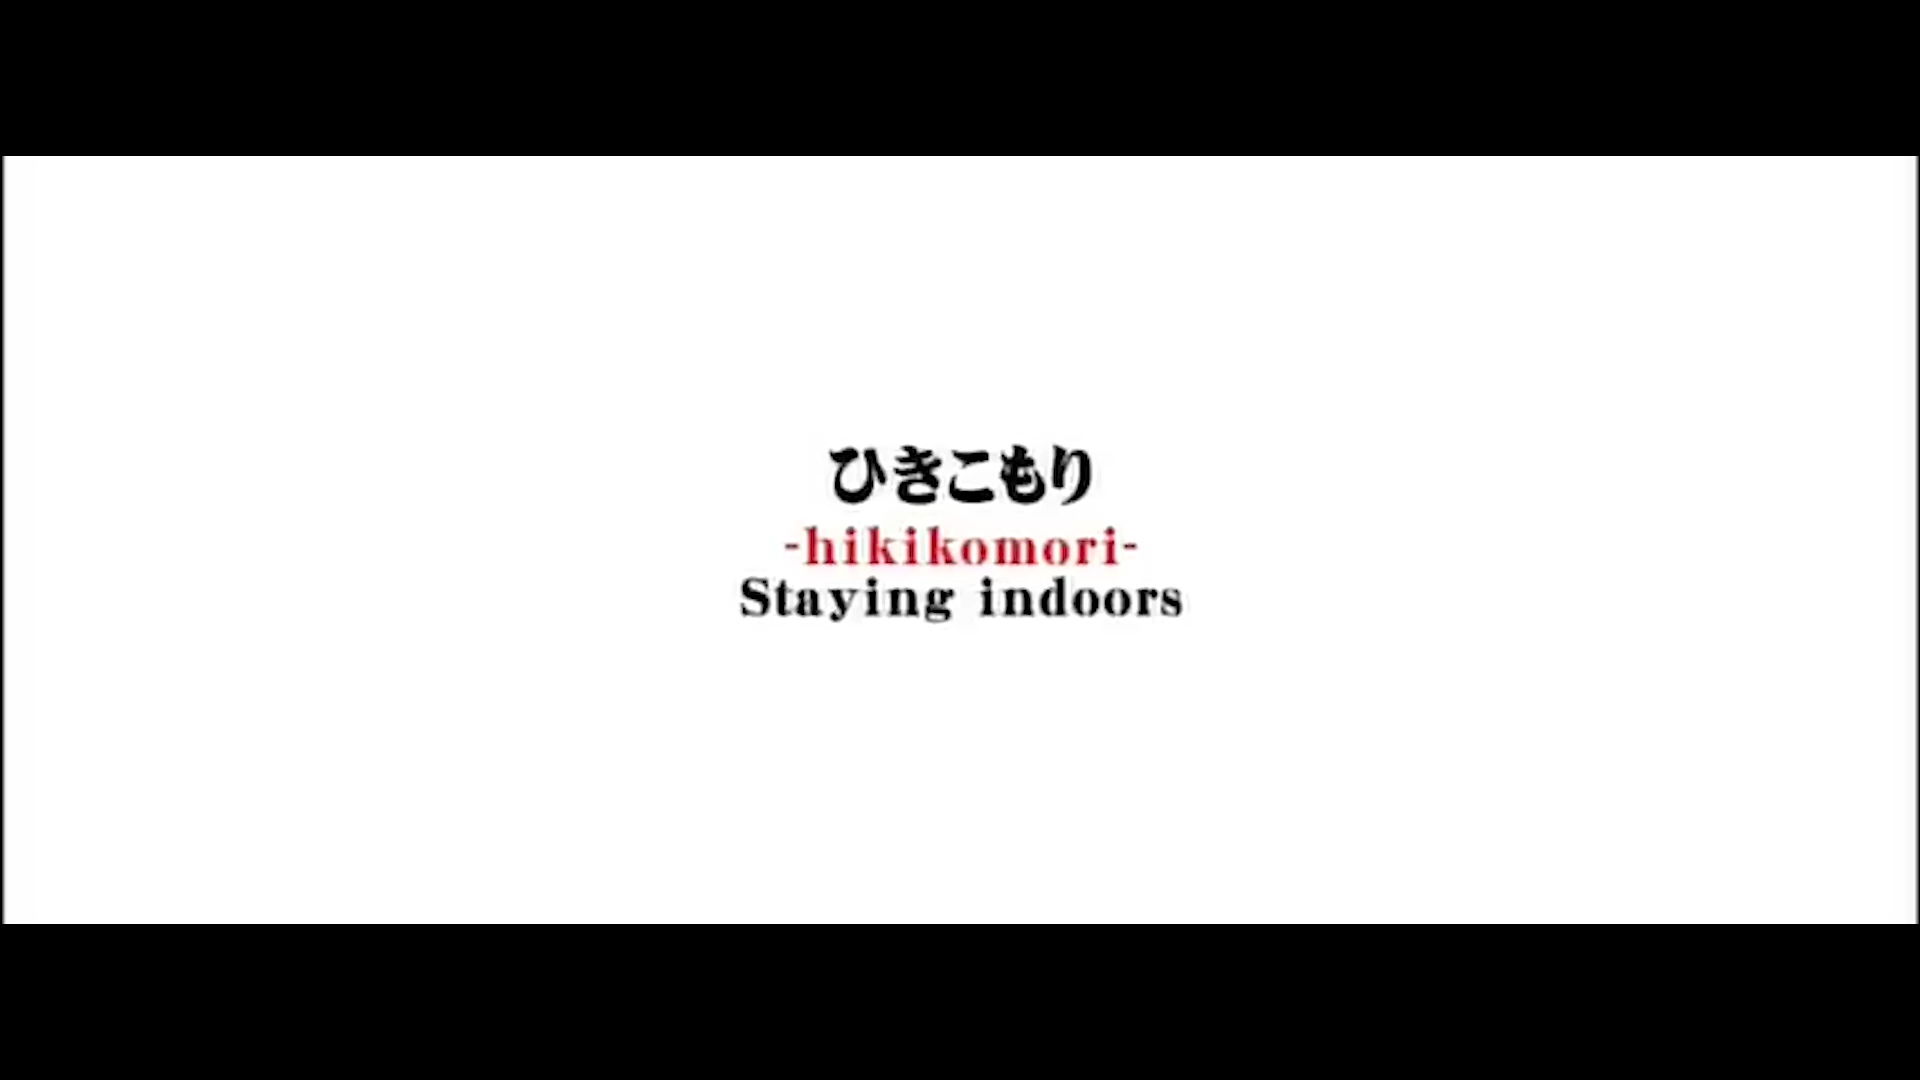 ひきこもり
-hikikomori-
Staying indoors